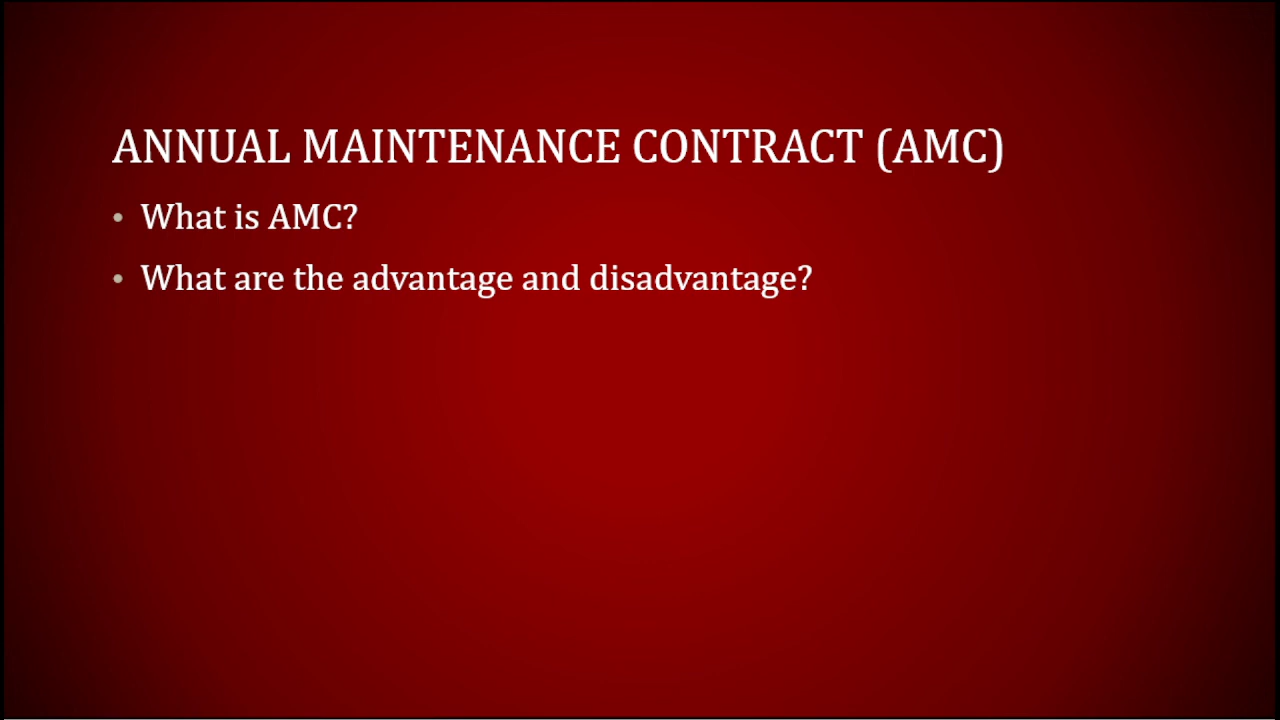 ANNUAL MAINTENANCE CONTRACT (AMC)
• What is AMC?
• What are the advantage and disadvantage?